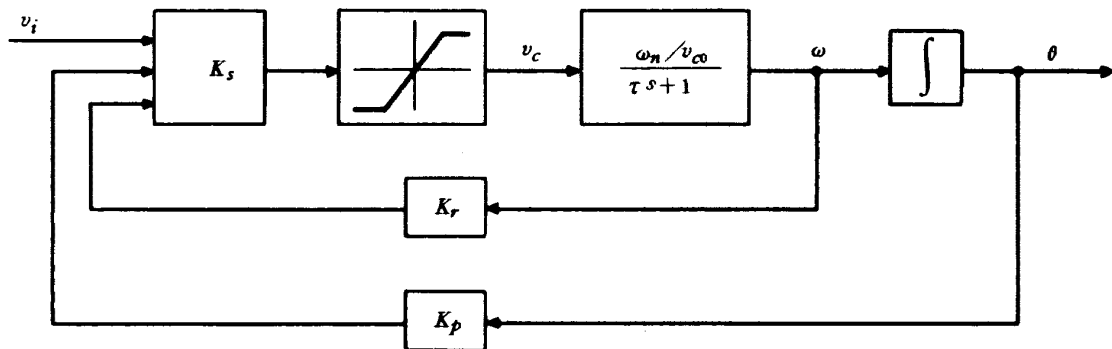 v_i
K_s
v_c
ω_n/v_c0
τ s + 1
ω
∫
θ
K_r
K_p